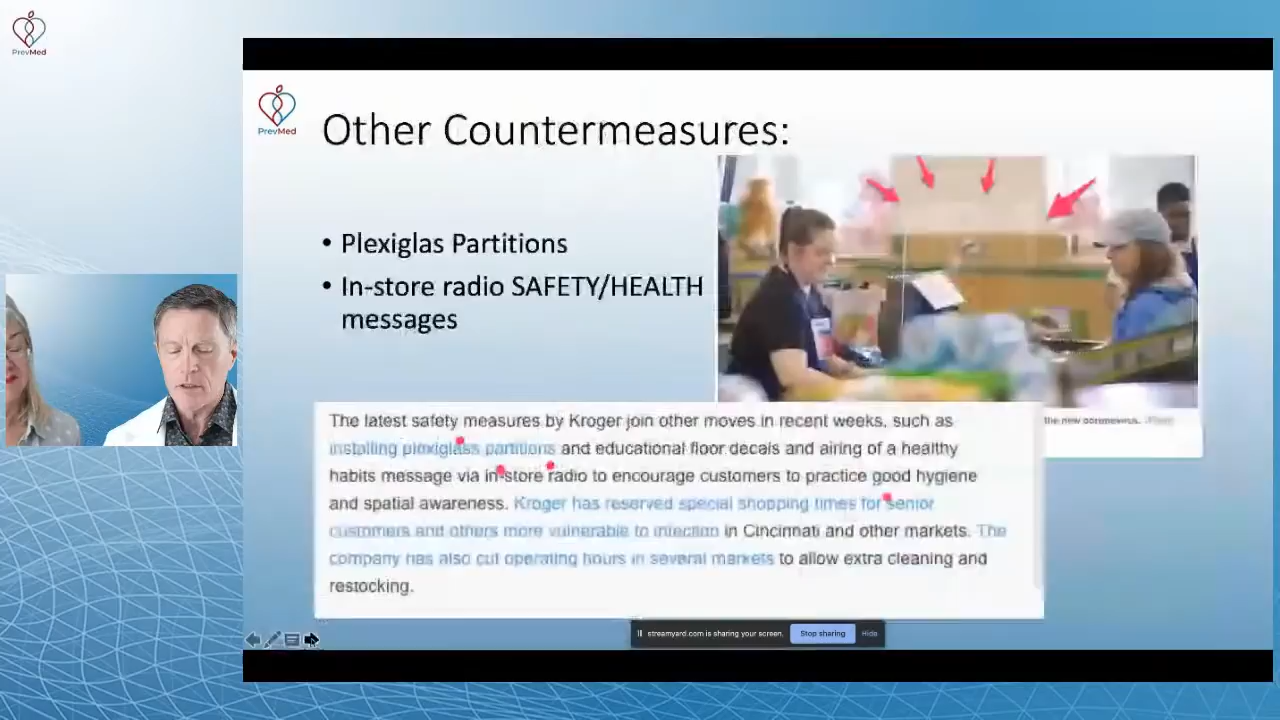 PrevMed
PrevMed
Other Countermeasures:
• Plexiglas Partitions
• In-store radio SAFETY/HEALTH
messages
the new coronavirus.
The latest safety measures by Kroger join other moves in recent weeks, such as
installing plexiglass partitions and educational floor decals and airing of a healthy
habits message via in-store radio to encourage customers to practice good hygiene
and spatial awareness. Kroger has reserved special shopping times for senior
customers and others more vulnerable to infection in Cincinnati and other markets. The
company has also cut operating hours in several markets to allow extra cleaning and
restocking.
streamyard.com is sharing your screen. Stop sharing Hide